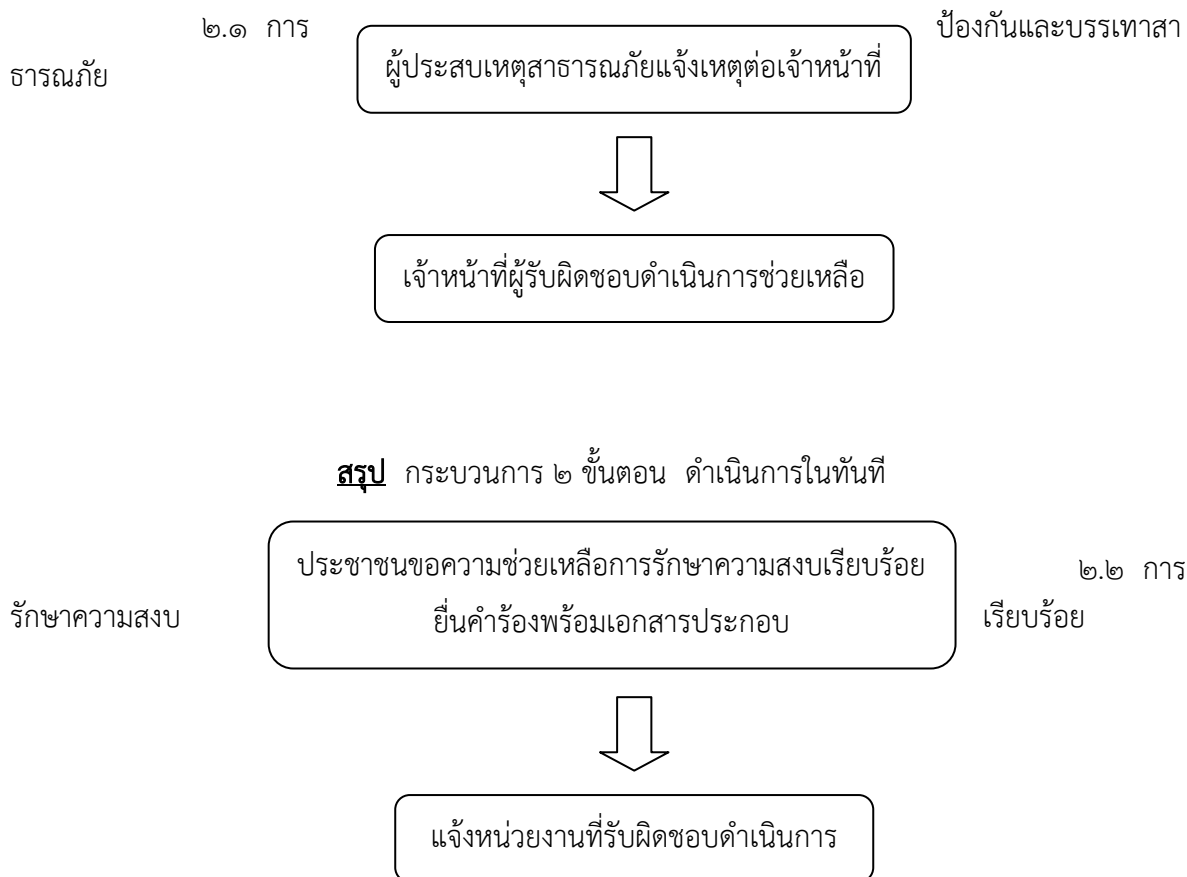 ๒.๑ การ ป้องกันและบรรเทาสา
ธารณภัย
ผู้ประสบเหตุสาธารณภัยแจ้งเหตุต่อเจ้าหน้าที่
เจ้าหน้าที่ผู้รับผิดชอบดำเนินการช่วยเหลือ
สรุป กระบวนการ ๒ ขั้นตอน ดำเนินการในทันที
๒.๒ การ
รักษาความสงบ เรียบร้อย
ประชาชนขอความช่วยเหลือการรักษาความสงบเรียบร้อย
ยื่นคำร้องพร้อมเอกสารประกอบ
แจ้งหน่วยงานที่รับผิดชอบดำเนินการ